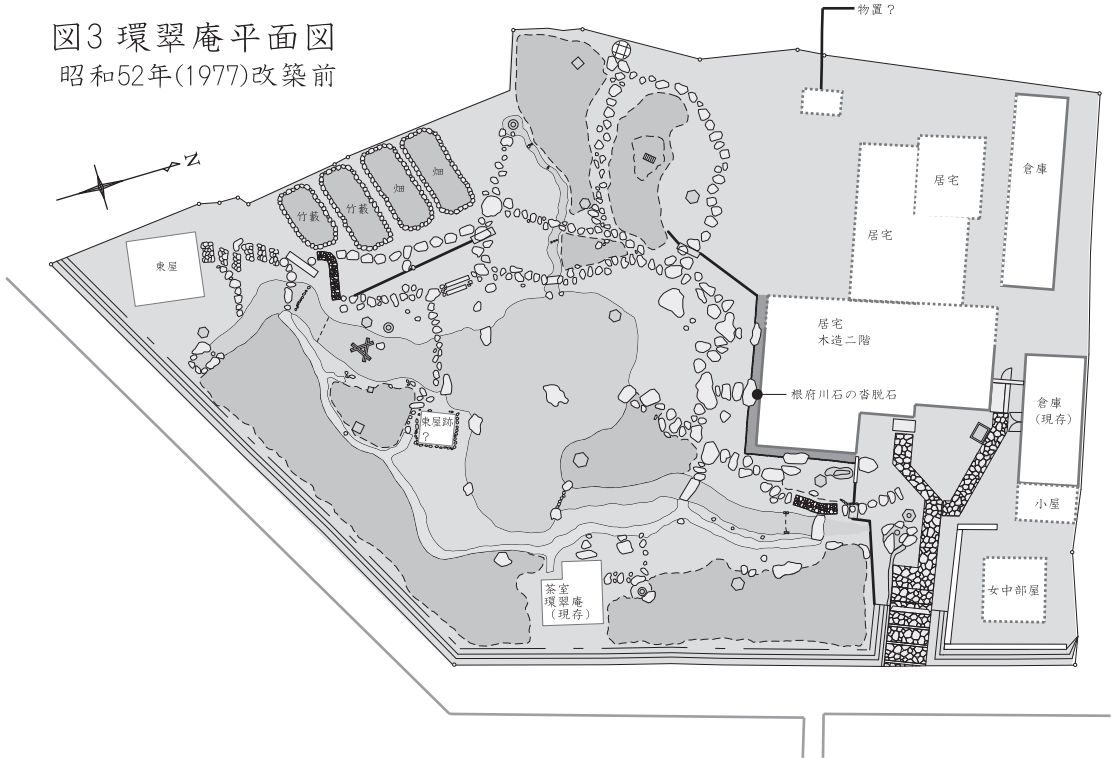 図3 環翠庵平面図
昭和52年(1977)改築前
物置？
N
畑
畑
竹藪
竹藪
東屋
居宅
倉庫
居宅
居宅
木造二階
根府川石の沓脱石
倉庫
(現存)
東屋跡
？
小屋
茶室
環翠庵
(現存)
女中部屋